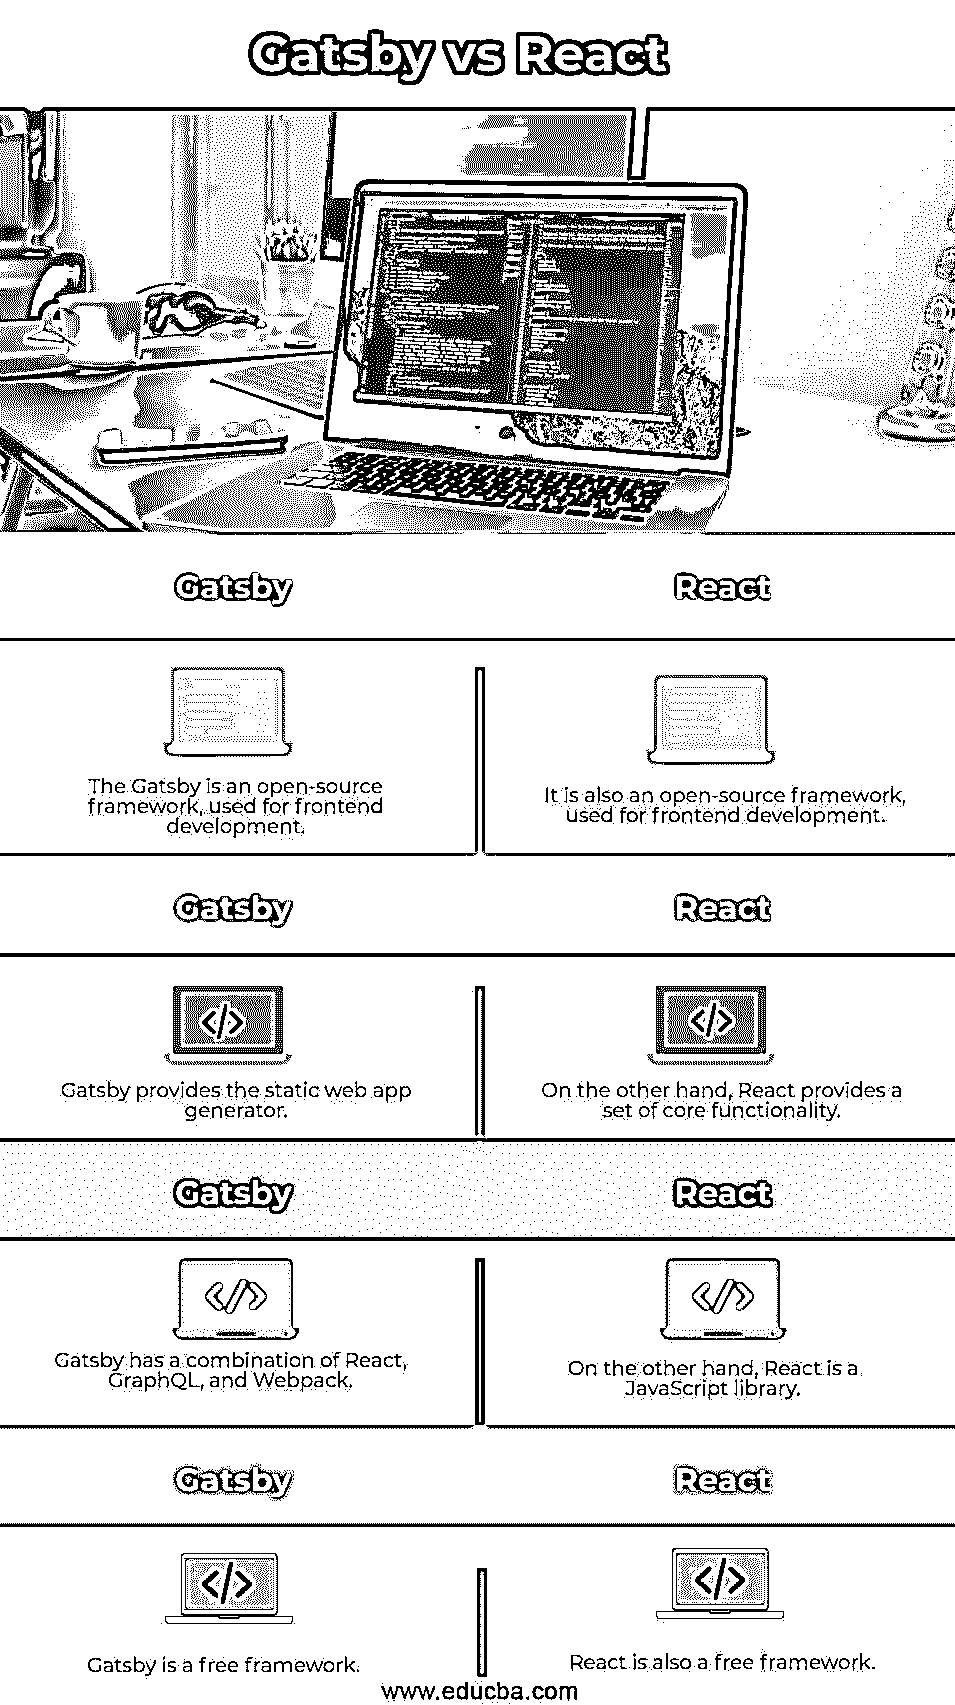 Gatsby vs React
Gatsby
React
The Gatsby is an open-source
framework, used for frontend
development.
It is also an open-source framework,
used for frontend development.
Gatsby
React
Gatsby provides the static web app
generator.
On the other hand, React provides a
set of core functionality.
Gatsby
React
Gatsby has a combination of React,
GraphQL, and Webpack.
On the other hand, React is a
JavaScript library.
Gatsby
React
Gatsby is a free framework.
React is also a free framework.
www.educba.com